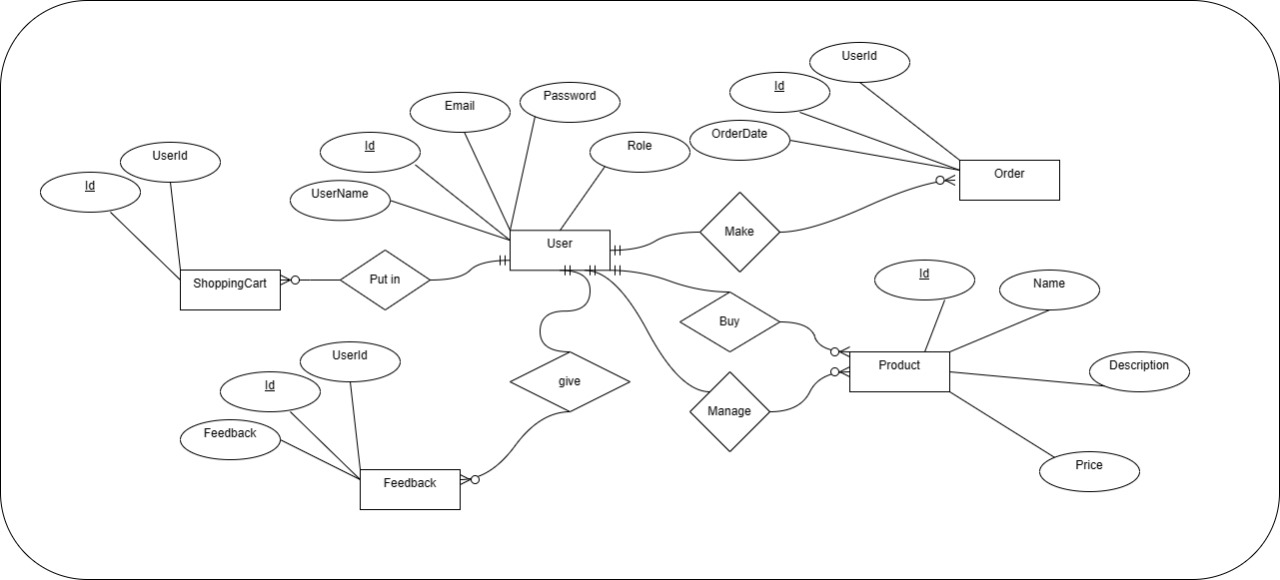 UserId
Id
OrderDate
Order
Password
Email
Id
Role
UserName
User
UserId
Id
ShoppingCart
Put in
Make
Buy
Manage
give
Id
Name
Product
Description
Price
UserId
Id
Feedback
Feedback